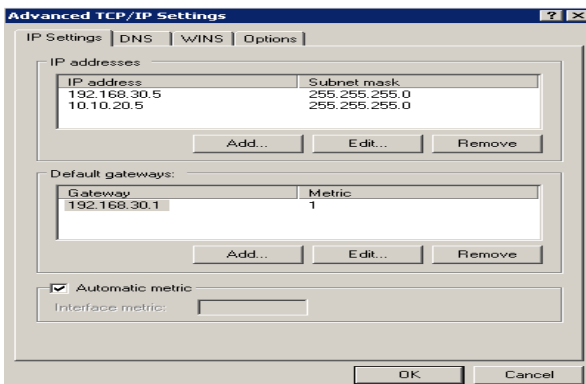 Advanced TCP/IP Settings
IP Settings DNS WINS Options
IP addresses
IP address Subnet mask
192.168.30.5 255.255.255.0
10.10.20.5 255.255.255.0
Add... Edit... Remove
Default gateways:
Gateway Metric
192.168.30.1 1
Add... Edit... Remove
Automatic metric
Interface metric:
OK Cancel